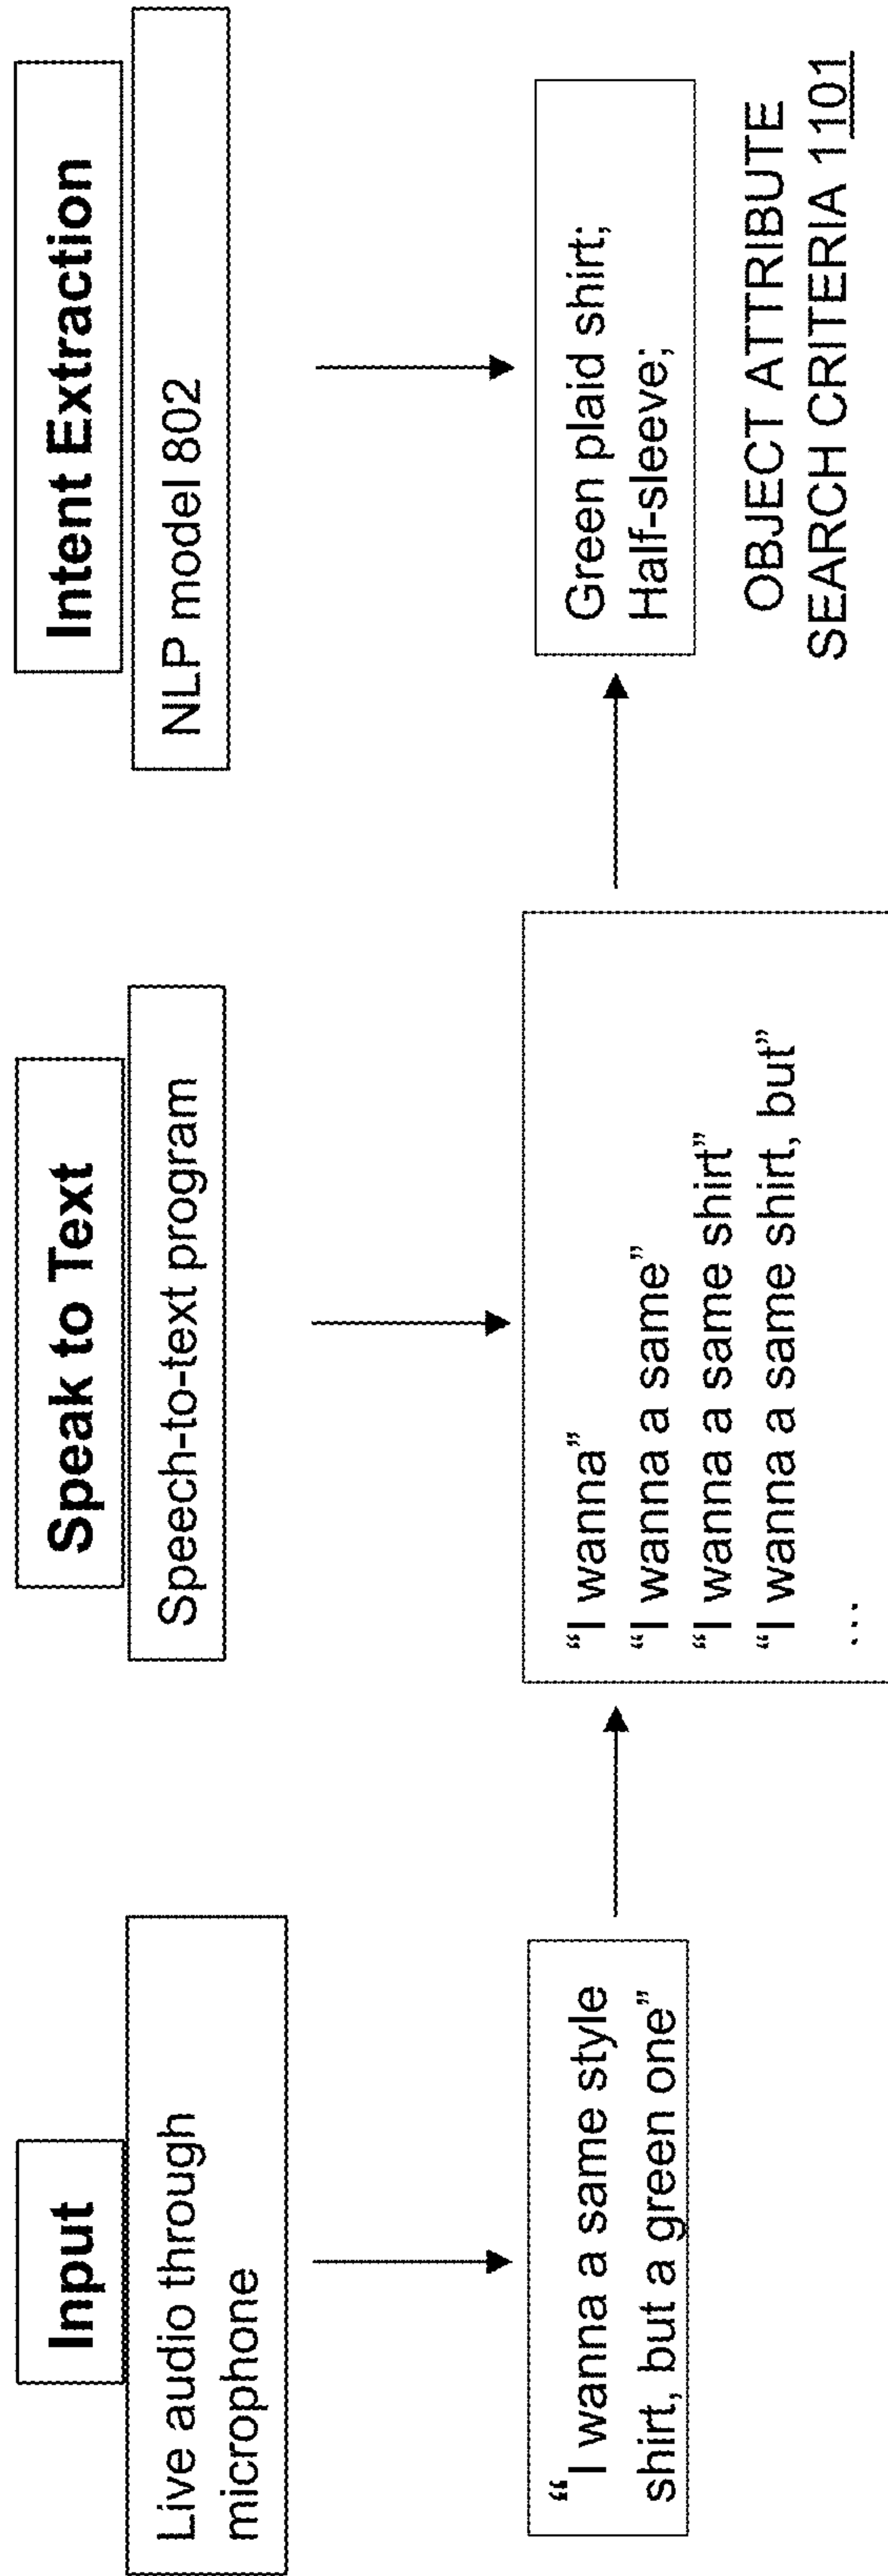 Input
Live audio through
microphone
“I wanna a same style
shirt, but a green one”
Speak to Text
Speech-to-text program
“I wanna”
“I wanna a same”
“I wanna a same shirt”
“I wanna a same shirt, but”
...
Intent Extraction
NLP model 802
Green plaid shirt;
Half-sleeve;
OBJECT ATTRIBUTE
SEARCH CRITERIA 1101